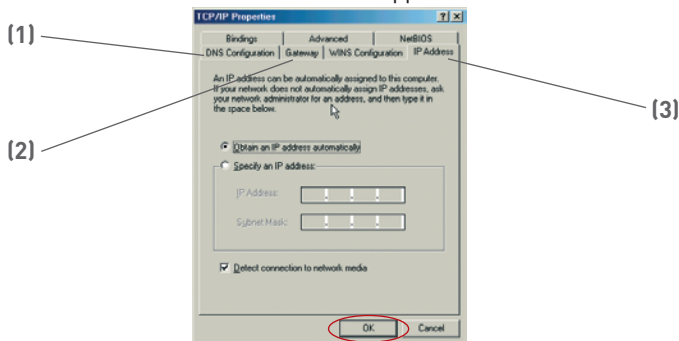 TCP/IP Properties
Bindings Advanced NetBIOS
DNS Configuration Gateway WINS Configuration IP Address
An IP address can be automatically assigned to this computer.
If your network does not automatically assign IP addresses, ask
your network administrator for an address, and then type it in
the space below.
Obtain an IP address automatically
Specify an IP address:
IP Address:
Subnet Mask:
Detect connection to network media
OK Cancel
(1)
(2)
(3)